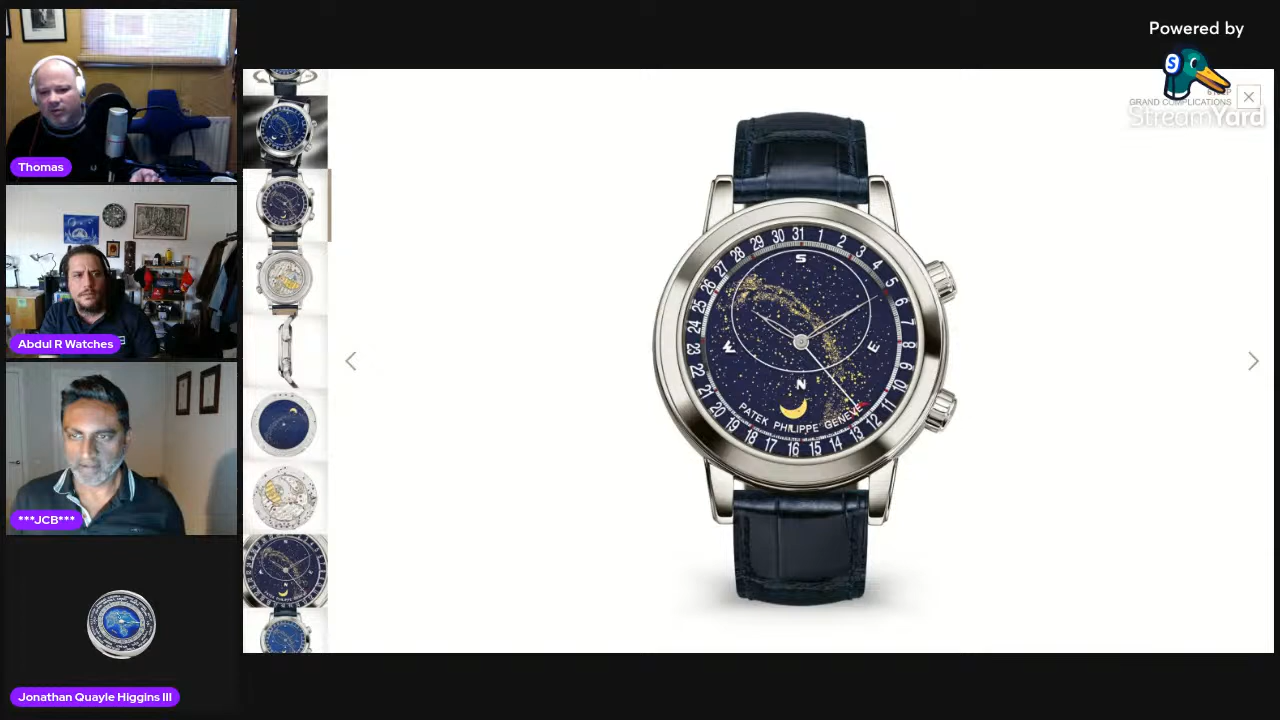 Powered by
S
GRAND COMPLICATIONS
StreamYard
Thomas
Abdul R Watches
***JCB***
Jonathan Quayle Higgins III
31 1 2 3 4 5 6 7 8 9 10 11 12 13 14 15 16 17 18 19 20 21 22 23 24 25 26 27 28 29 30
S
W E
N
PATEK PHILIPPE GENEVE